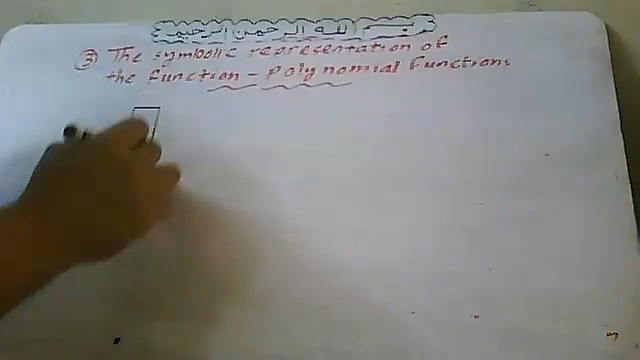 بسم الله الرحمن الرحيم
③ The symbolic representation of
the function - Polynomial Functions